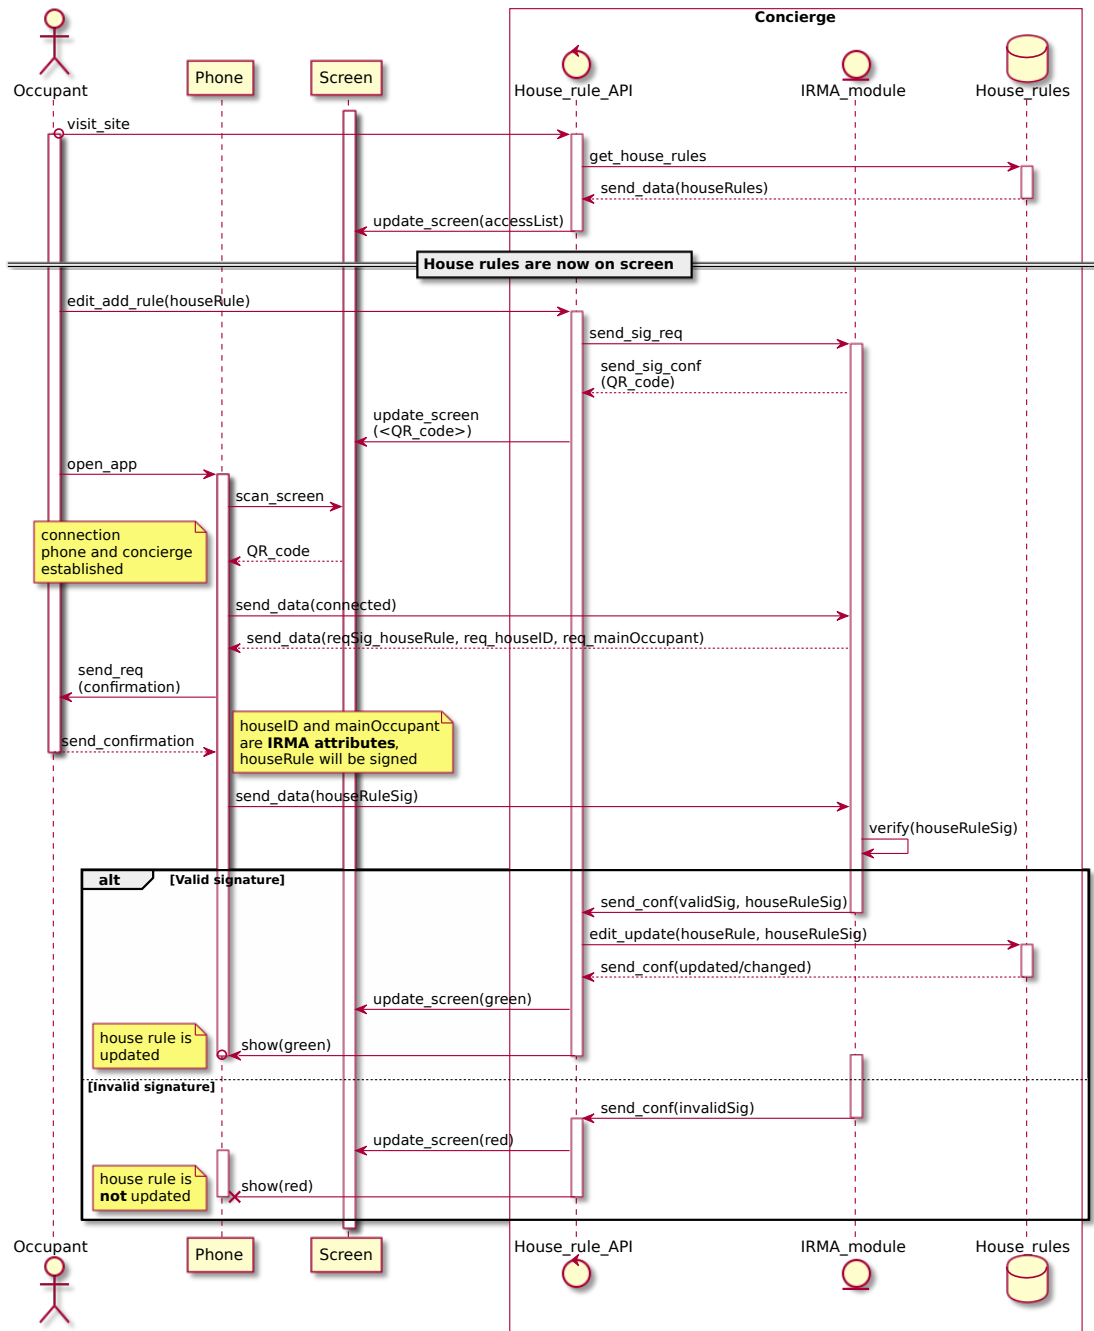 Concierge
Occupant
Phone
Screen
House_rule_API
IRMA_module
House_rules
visit_site
get_house_rules
send_data(houseRules)
update_screen(accessList)
House rules are now on screen
edit_add_rule(houseRule)
send_sig_req
send_sig_conf
(QR_code)
update_screen
(<QR_code>)
open_app
scan_screen
connection
phone and concierge
established
QR_code
send_data(connected)
send_data(reqSig_houseRule, req_houseID, req_mainOccupant)
send_req
(confirmation)
houseID and mainOccupant
are IRMA attributes,
houseRule will be signed
send_confirmation
send_data(houseRuleSig)
verify(houseRuleSig)
alt
[Valid signature]
send_conf(validSig, houseRuleSig)
edit_update(houseRule, houseRuleSig)
send_conf(updated/changed)
update_screen(green)
house rule is
updated
show(green)
[Invalid signature]
send_conf(invalidSig)
update_screen(red)
house rule is
not updated
show(red)
Occupant
Phone
Screen
House_rule_API
IRMA_module
House_rules